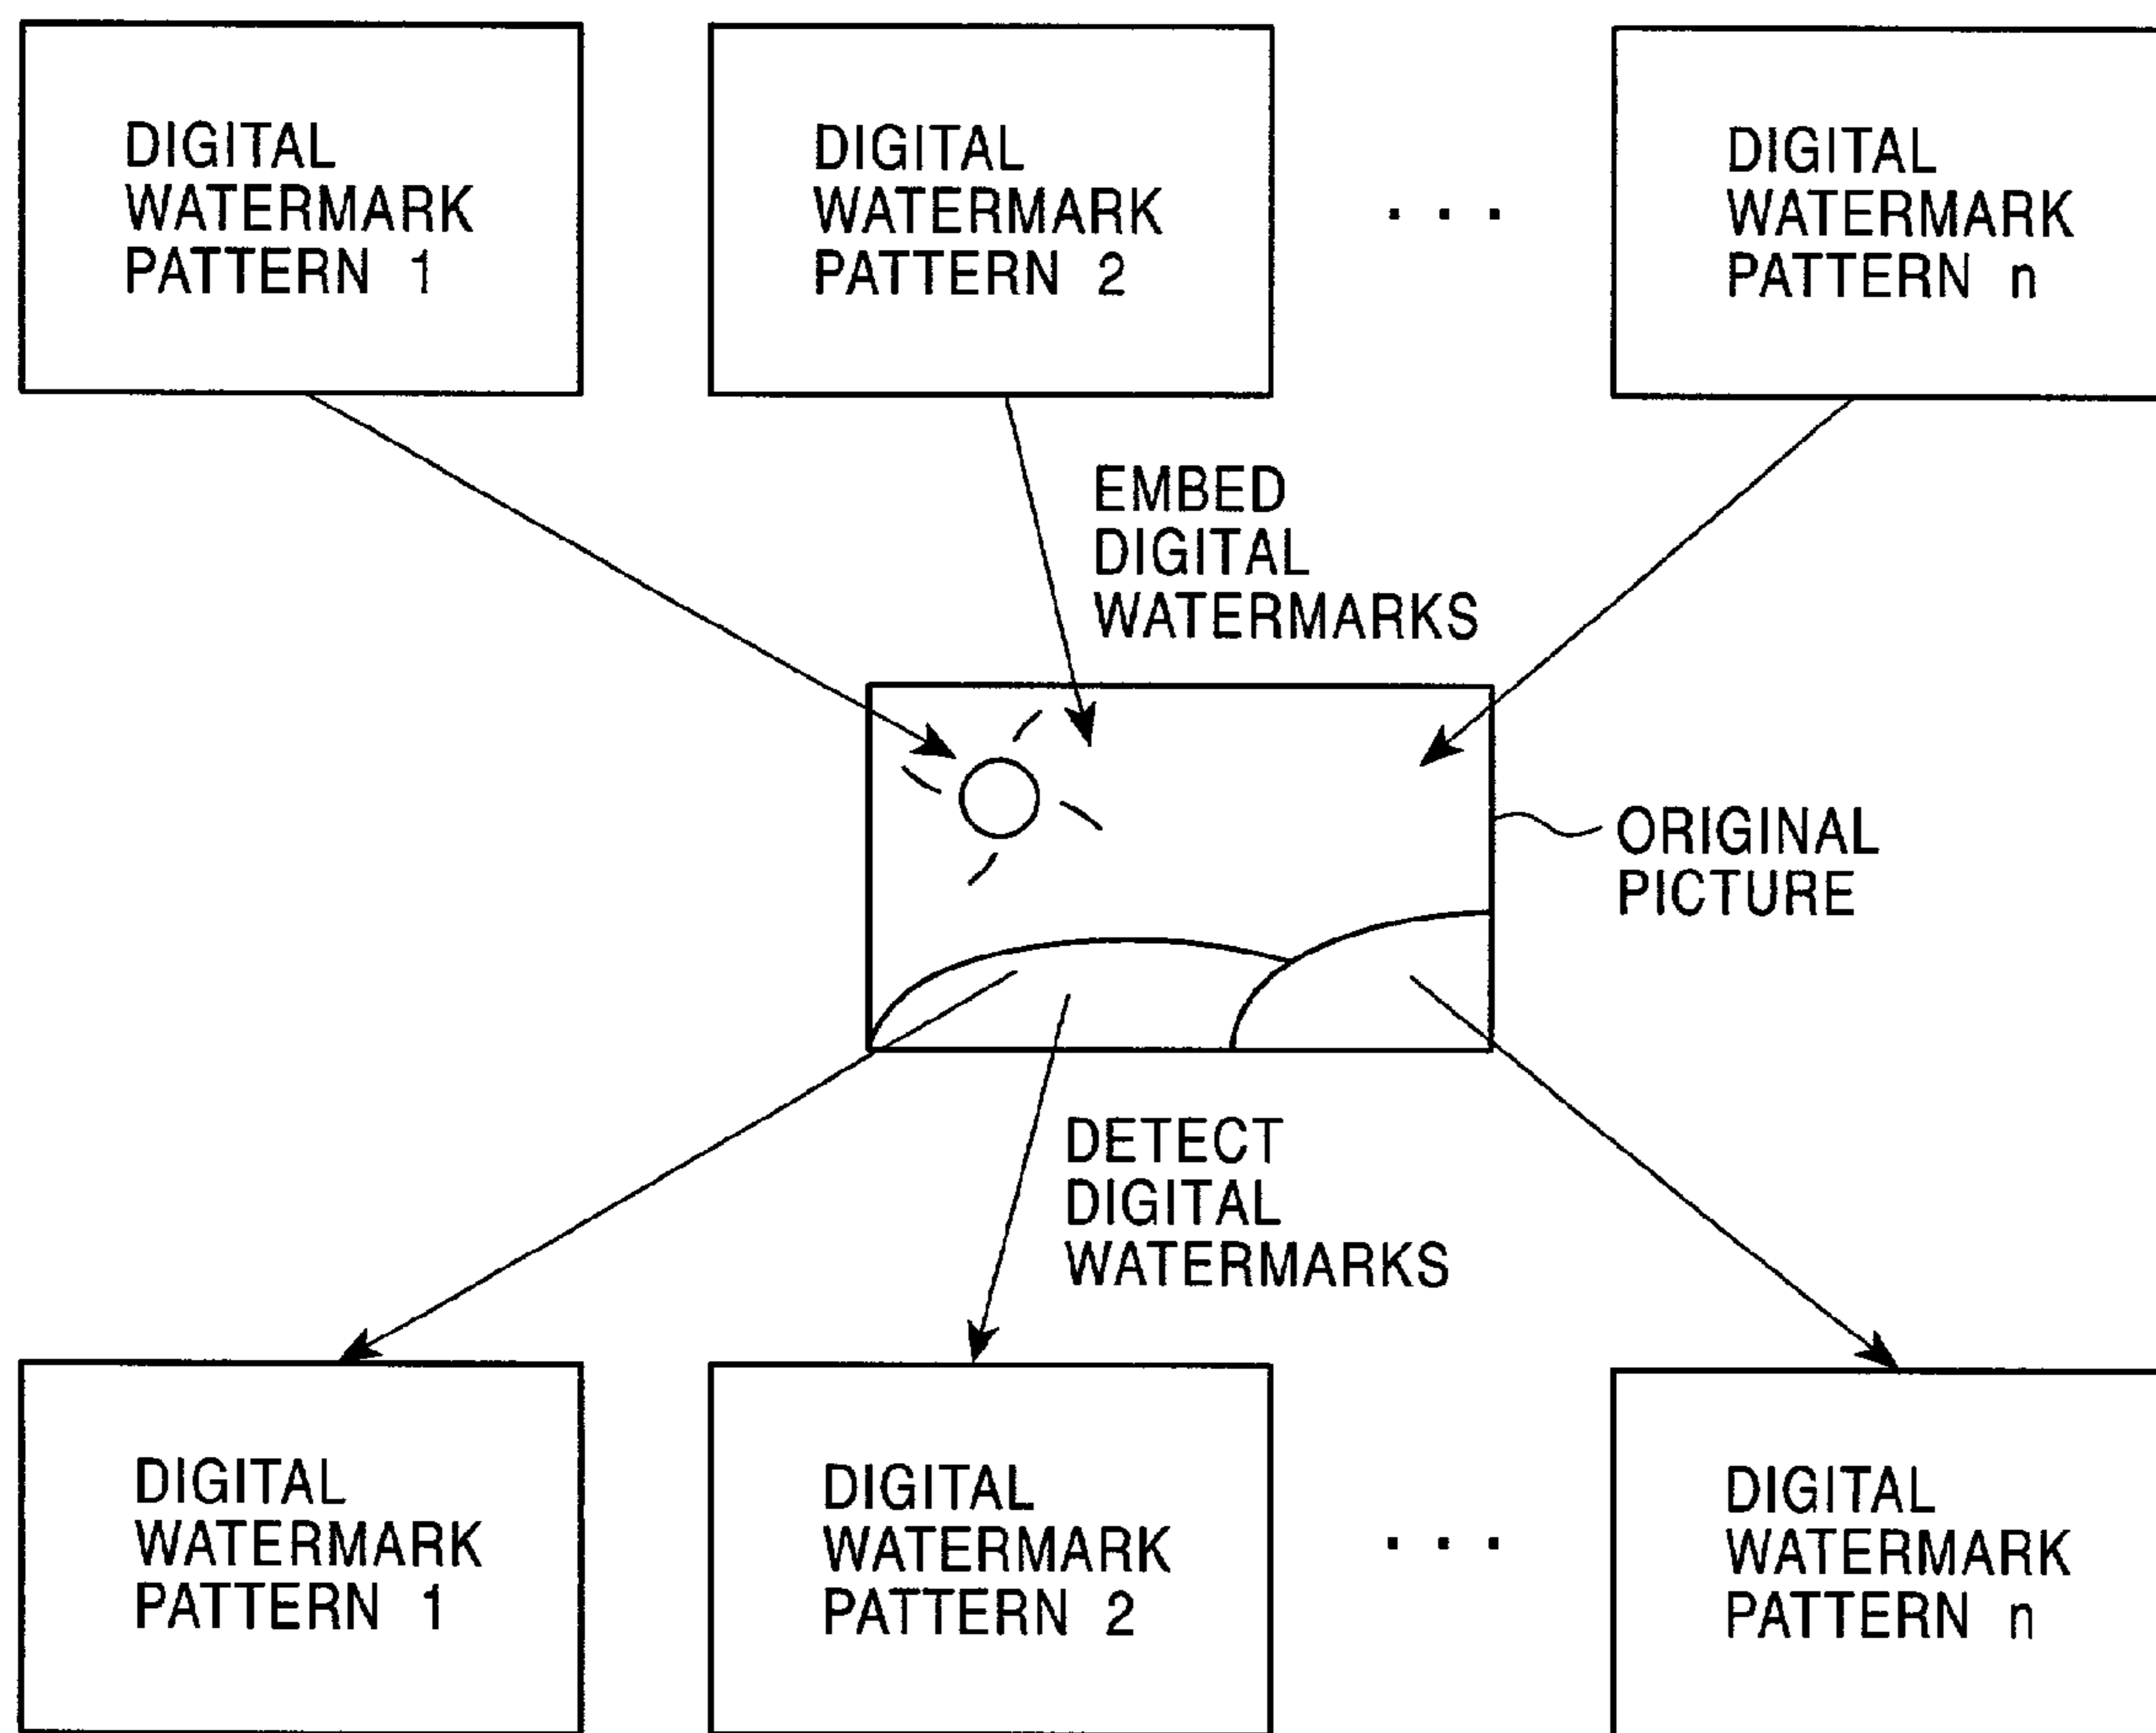 DIGITAL
WATERMARK
PATTERN 1
DIGITAL
WATERMARK
PATTERN 2
. . .
DIGITAL
WATERMARK
PATTERN n
EMBED
DIGITAL
WATERMARKS
ORIGINAL
PICTURE
DETECT
DIGITAL
WATERMARKS
DIGITAL
WATERMARK
PATTERN 1
DIGITAL
WATERMARK
PATTERN 2
. . .
DIGITAL
WATERMARK
PATTERN n